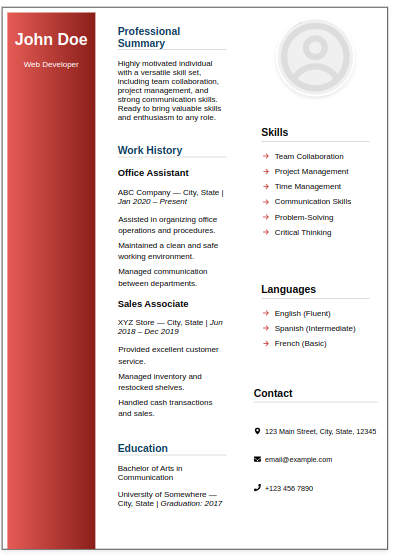 John Doe
Web Developer
Professional
Summary
Highly motivated individual
with a versatile skill set,
including team collaboration,
project management, and
strong communication skills.
Ready to bring valuable skills
and enthusiasm to any role.
Work History
Office Assistant
ABC Company — City, State |
Jan 2020 – Present
Assisted in organizing office
operations and procedures.
Maintained a clean and safe
working environment.
Managed communication
between departments.
Sales Associate
XYZ Store — City, State | Jun
2018 – Dec 2019
Provided excellent customer
service.
Managed inventory and
restocked shelves.
Handled cash transactions
and sales.
Education
Bachelor of Arts in
Communication
University of Somewhere —
City, State | Graduation: 2017
Skills
Team Collaboration
Project Management
Time Management
Communication Skills
Problem-Solving
Critical Thinking
Languages
English (Fluent)
Spanish (Intermediate)
French (Basic)
Contact
123 Main Street, City, State, 12345
email@example.com
+123 456 7890